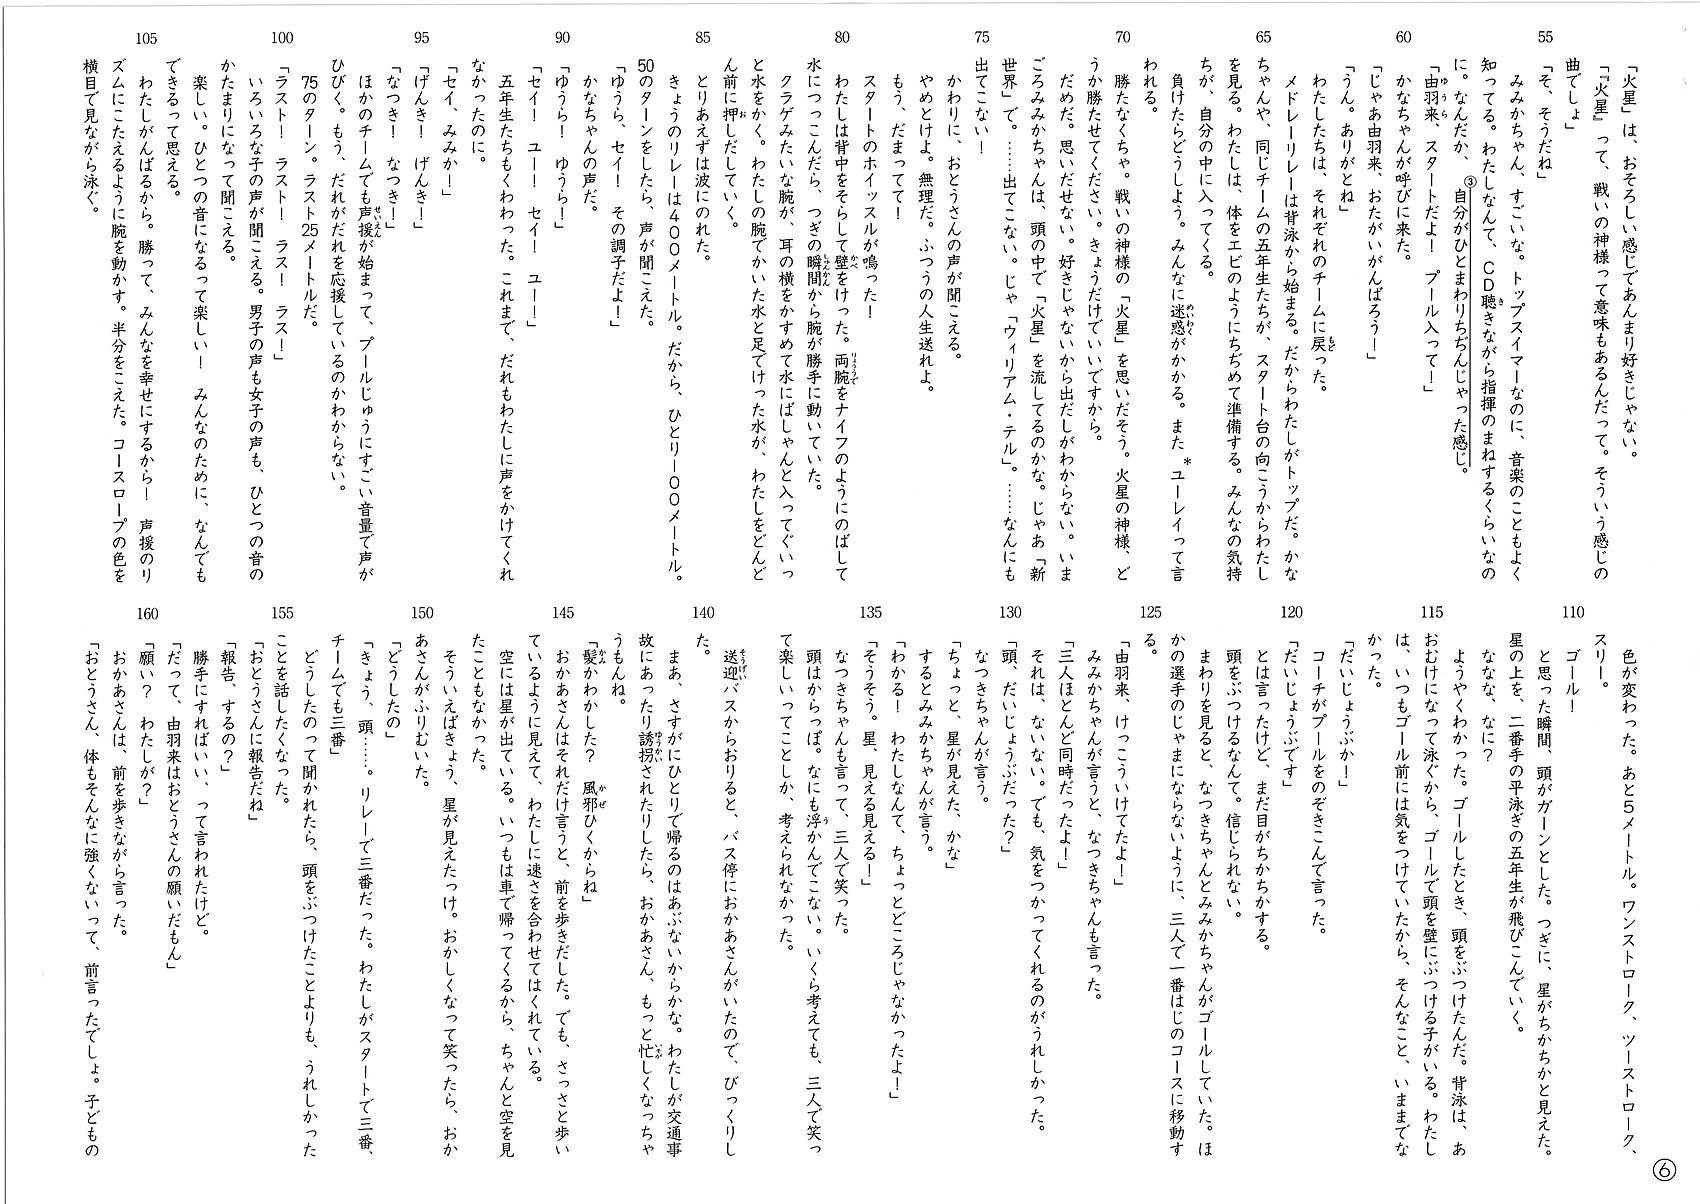 「火星」は、おそろしい感じであんまり好きじゃない。
「『火星』って、戦いの神様って意味もあるんだって。そういう感じの
曲でしょ」
55
「そ、そうだね」
みみかちゃん、すごいな。トップスイマーなのに、音楽のこともよく
知ってる。わたしなんて、CD聴きながら指揮のまねするくらいなの
に。なんだか、③自分がひとまわりちぢんじゃった感じ。
「由羽来、スタートだよ！　プール入って！」
60
かなちゃんが呼びに来た。
「じゃあ由羽来、おたがいがんばろう！」
「うん。ありがとね」
わたしたちは、それぞれのチームに戻った。
メドレーリレーは背泳から始まる。だからわたしがトップだ。かな
65
ちゃんや、同じチームの五年生たちが、スタート台の向こうからわたし
を見る。わたしは、体をエビのようにちぢめて準備する。みんなの気持
ちが、自分の中に入ってくる。
負けたらどうしよう。みんなに迷惑がかかる。また*ユーレイって言
われる。
70
勝たなくちゃ。戦いの神様の「火星」を思いだそう。火星の神様、ど
うか勝たせてください。きょうだけでいいですから。
だめだ。思いだせない。好きじゃないから出だしがわからない。いま
ごろみみかちゃんは、頭の中で「火星」を流してるのかな。じゃあ「新
世界」で。……出てこない。じゃ「ウィリアム・テル」。……なんにも
75
出てこない！
かわりに、おとうさんの声が聞こえる。
やめとけよ。無理だ。ふつうの人生送れよ。
もう、だまってて！
スタートのホイッスルが鳴った！
80
わたしは背中をそらして壁をけった。両腕をナイフのようにのばして
水につっこんだら、つぎの瞬間から腕が勝手に動いていた。
クラゲみたいな腕が、耳の横をかすめて水にばしゃんと入ってぐいっ
と水をかく。わたしの腕でかいた水と足でけった水が、わたしをどんど
ん前に押しだしていく。
85
とりあえずは波にのれた。
きょうのリレーは４００メートル。だから、ひとり一〇〇メートル。
50のターンをしたら、声が聞こえた。
「ゆうら、セイ！　その調子だよ！」
かなちゃんの声だ。
90
「ゆうら！　ゆうら！」
「セイ！　ユー！　セイ！　ユー！」
五年生たちもくわわった。これまで、だれもわたしに声をかけてくれ
なかったのに。
「セイ、みみか！」
95
「げんき！　げんき！」
「なつき！　なつき！」
ほかのチームでも声援が始まって、プールじゅうにすごい音量で声が
ひびく。もう、だれがだれを応援しているのかわからない。
75のターン。ラスト25メートルだ。
100
「ラスト！　ラスト！　ラス！　ラス！」
いろいろな子の声が聞こえる。男子の声も女子の声も、ひとつの音の
かたまりになって聞こえる。
楽しい。ひとつの音になるって楽しい！　みんなのために、なんでも
できるって思える。
105
わたしがんばるから。勝って、みんなを幸せにするから！　声援のリ
ズムにこたえるように腕を動かす。半分をこえた。コースロープの色を
横目で見ながら泳ぐ。
色が変わった。あと5メートル。ワンストローク、ツーストローク、
スリー。
110
ゴール！
と思った瞬間、頭がガーンとした。つぎに、星がちかちかと見えた。
星の上を、二番手の平泳ぎの五年生が飛びこんでいく。
ななな、なに？
ようやくわかった。ゴールしたとき、頭をぶつけたんだ。背泳は、あ
115
おむけになって泳ぐから、ゴールで頭を壁にぶつける子がいる。わたし
は、いつもゴール前には気をつけていたから、そんなこと、いままでな
かった。
「だいじょうぶか！」
コーチがプールをのぞきこんで言った。
120
「だいじょうぶです」
とは言ったけど、まだ目がちかちかする。
頭をぶつけるなんて。信じられない。
まわりを見ると、なつきちゃんとみみかちゃんがゴールしていた。ほ
かの選手のじゃまにならないように、三人で一番はじのコースに移動す
125
る。
「由羽来、けっこういけてたよ！」
みみかちゃんが言うと、なつきちゃんも言った。
「三人ほとんど同時だったよ！」
それは、ないない。でも、気をつかってくれるのがうれしかった。
130
「頭、だいじょうぶだった？」
なつきちゃんが言う。
「ちょっと、星が見えた、かな」
するとみみかちゃんが言う。
「わかる！　わたしなんて、ちょっとどころじゃなかったよ！」
135
「そうそう。星、見える見える！」
なつきちゃんも言って、三人で笑った。
頭はからっぽ。なにも浮かんでこない。いくら考えても、三人で笑っ
て楽しいってことしか、考えられなかった。
140
送迎バスからおりると、バス停におかあさんがいたので、びっくりし
た。
まあ、さすがにひとりで帰るのはあぶないからかな。わたしが交通事
故にあったり誘拐されたりしたら、おかあさん、もっと忙しくなっちゃ
うもんね。
「髪かわかした？　風邪ひくからね」
145
おかあさんはそれだけ言うと、前を歩きだした。でも、さっさと歩い
ているように見えて、わたしに速さを合わせてはくれている。
空には星が出ている。いつもは車で帰ってくるから、ちゃんと空を見
たこともなかった。
そういえばきょう、星が見えたっけ。おかしくなって笑ったら、おか
150
あさんがふりむいた。
「どうしたの」
「きょう、頭……。リレーで三番だった。わたしがスタートで三番、
チームでも三番」
どうしたのって聞かれたら、頭をぶつけたことよりも、うれしかった
155
ことを話したくなった。
「おとうさんに報告だね」
「報告、するの？」
勝手にすればいい、って言われたけど。
「だって、由羽来はおとうさんの願いだもん」
160
「願い？　わたしが？」
おかあさんは、前を歩きながら言った。
「おとうさん、体もそんなに強くないって、前言ったでしょ。子どもの
⑥